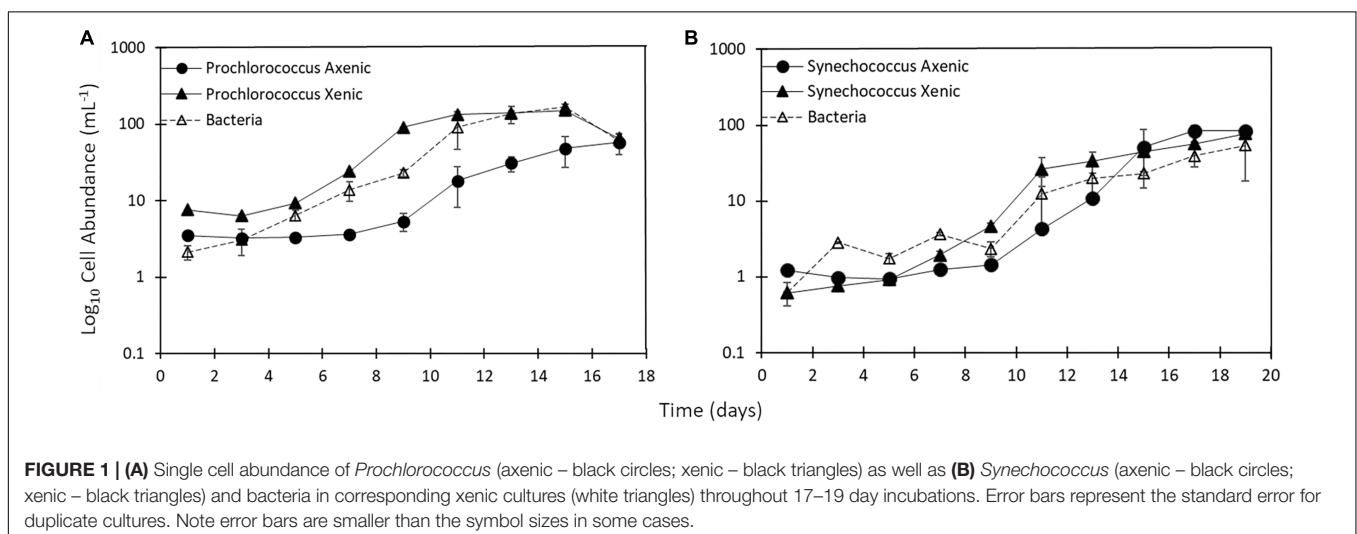 A
1000
100
10
1
0.1
Prochlorococcus Axenic
Prochlorococcus Xenic
Bacteria
0 2 4 6 8 10 12 14 16 18
Log10 Cell Abundance (mL-1)
B
1000
100
10
1
0.1
Synechococcus Axenic
Synechococcus Xenic
Bacteria
0 2 4 6 8 10 12 14 16 18 20
Time (days)
FIGURE 1 | (A) Single cell abundance of Prochlorococcus (axenic – black circles; xenic – black triangles) as well as (B) Synechococcus (axenic – black circles;
xenic – black triangles) and bacteria in corresponding xenic cultures (white triangles) throughout 17–19 day incubations. Error bars represent the standard error for
duplicate cultures. Note error bars are smaller than the symbol sizes in some cases.